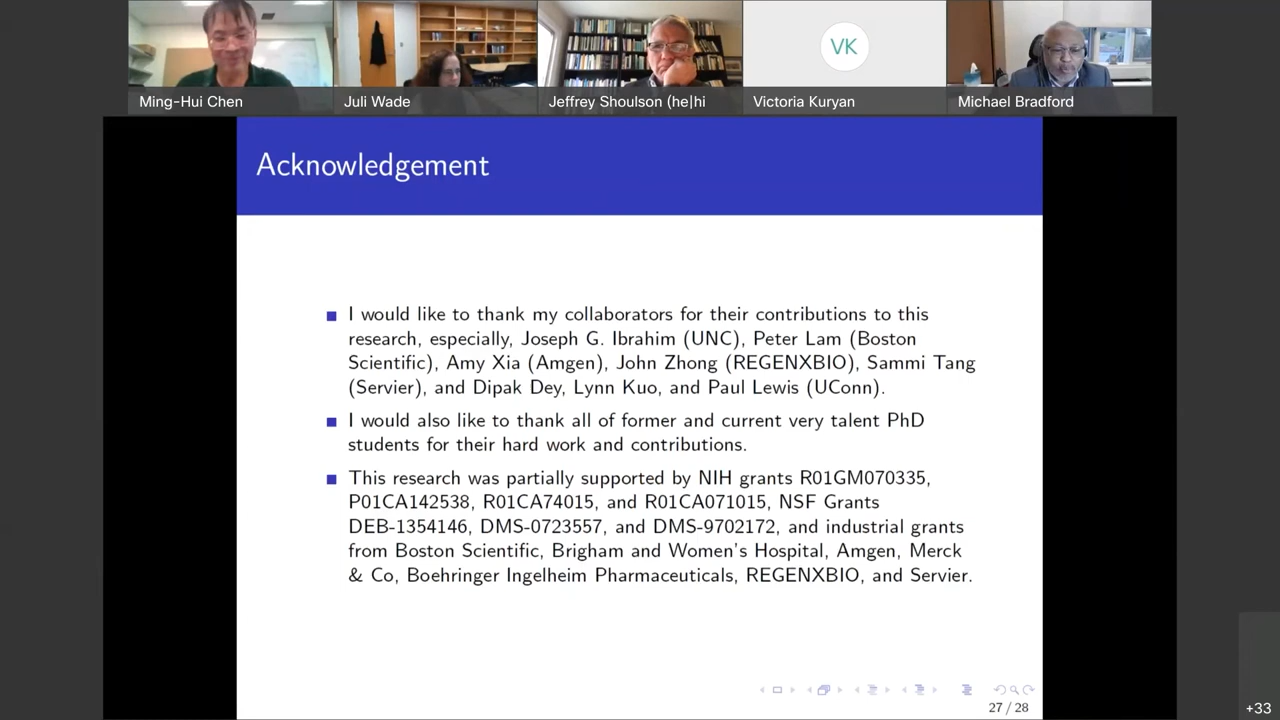 Ming-Hui Chen
Juli Wade
Jeffrey Shoulson (he|hi
VK
Victoria Kuryan
Michael Bradford
Acknowledgement
I would like to thank my collaborators for their contributions to this
research, especially, Joseph G. Ibrahim (UNC), Peter Lam (Boston
Scientific), Amy Xia (Amgen), John Zhong (REGENXBIO), Sammi Tang
(Servier), and Dipak Dey, Lynn Kuo, and Paul Lewis (UConn).
I would also like to thank all of former and current very talent PhD
students for their hard work and contributions.
This research was partially supported by NIH grants R01GM070335,
P01CA142538, R01CA74015, and R01CA071015, NSF Grants
DEB-1354146, DMS-0723557, and DMS-9702172, and industrial grants
from Boston Scientific, Brigham and Women's Hospital, Amgen, Merck
& Co, Boehringer Ingelheim Pharmaceuticals, REGENXBIO, and Servier.
27 / 28
+33